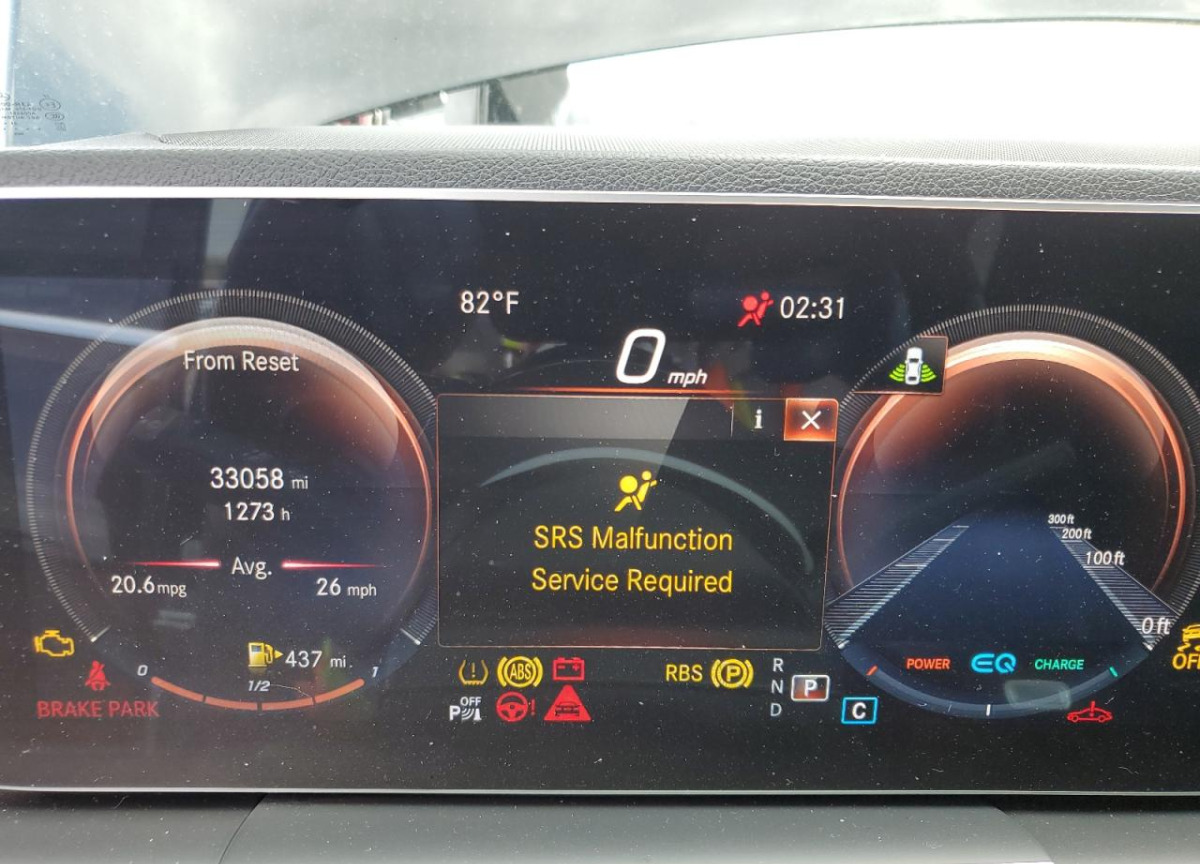 82°F
02:31
0 mph
From Reset
33058 mi
1273 h
Avg.
20.6 mpg
26 mph
i
SRS Malfunction
Service Required
300 ft
200 ft
100 ft
0 ft
0
1/2
1
437 mi
BRAKE PARK
ABS
RBS
P
R
N
D
P
C
OFF
P
POWER
EQ
CHARGE
OFF